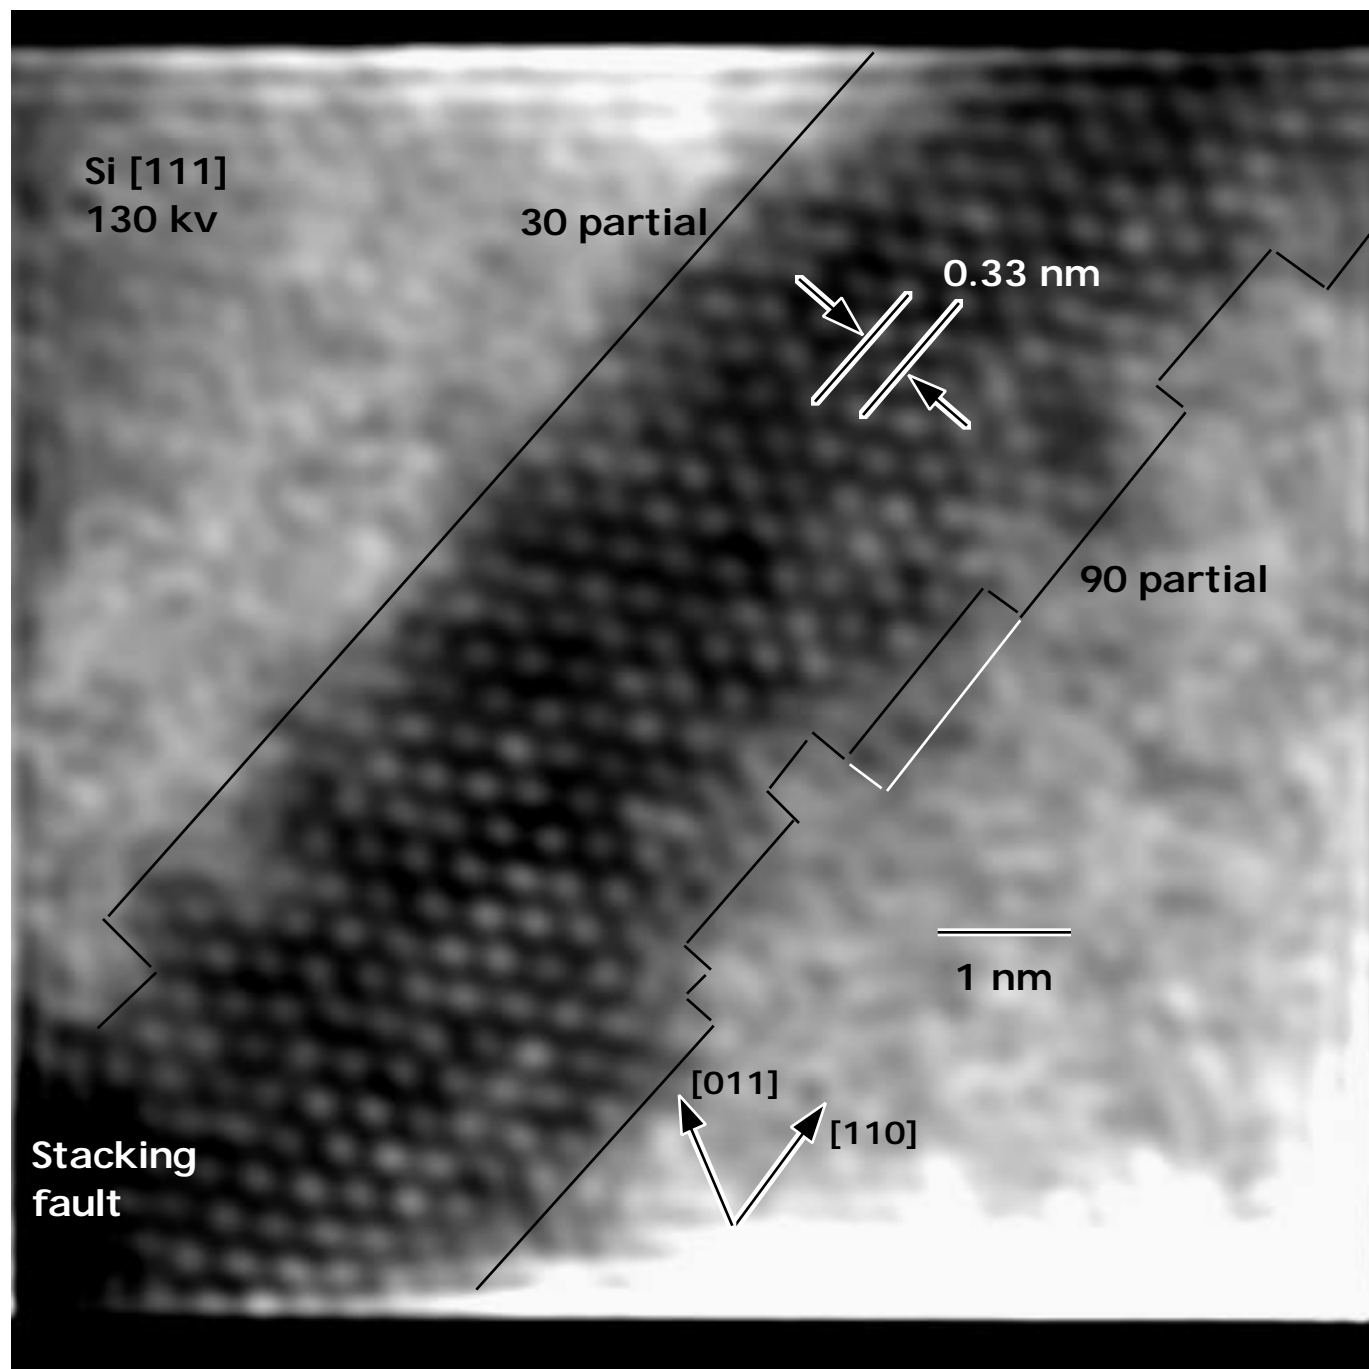 Si [111]
130 kv
30 partial
0.33 nm
90 partial
1 nm
[011]
[110]
Stacking
fault